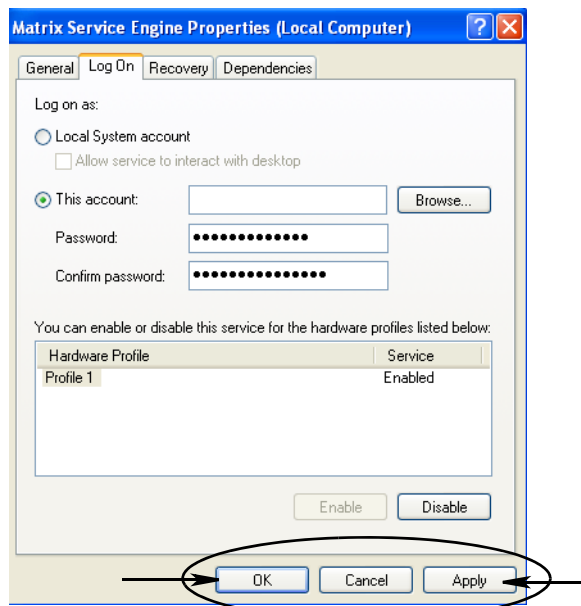 Matrix Service Engine Properties (Local Computer)
General Log On Recovery Dependencies
Log on as:
Local System account
Allow service to interact with desktop
This account: Browse...
Password: •••••••••••••
Confirm password: •••••••••••••••
You can enable or disable this service for the hardware profiles listed below:
Hardware Profile Service
Profile 1 Enabled
Enable Disable
OK Cancel Apply